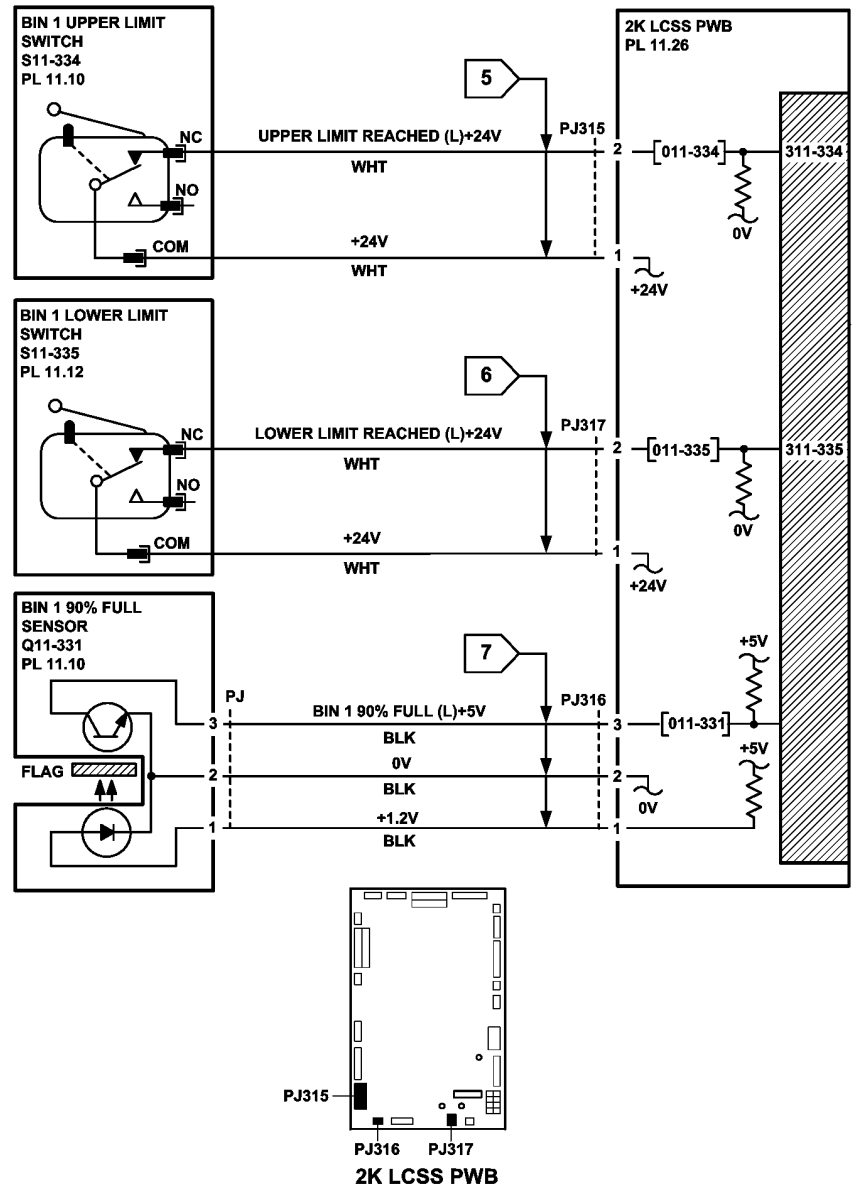 BIN 1 UPPER LIMIT
SWITCH
S11-334
PL 11.10
NC
NO
COM
UPPER LIMIT REACHED (L)+24V
WHT
+24V
WHT
5
PJ315
2
1
2K LCSS PWB
PL 11.26
[011-334]
311-334
0V
+24V
BIN 1 LOWER LIMIT
SWITCH
S11-335
PL 11.12
NC
NO
COM
LOWER LIMIT REACHED (L)+24V
WHT
+24V
WHT
6
PJ317
2
1
[011-335]
311-335
0V
+24V
BIN 1 90% FULL
SENSOR
Q11-331
PL 11.10
FLAG
PJ
3
2
1
BIN 1 90% FULL (L)+5V
BLK
0V
BLK
+1.2V
BLK
7
PJ316
3
2
1
[011-331]
+5V
+5V
0V
PJ315
PJ316
PJ317
2K LCSS PWB